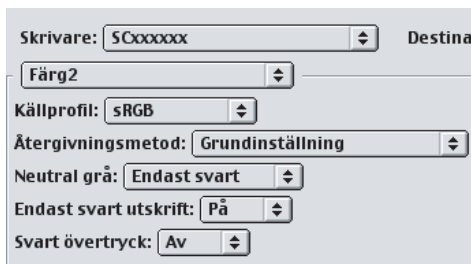 Skrivare: SCxxxxxx Destina
Färg2
Källprofil: sRGB
Återgivningsmetod: Grundinställning
Neutral grå: Endast svart
Endast svart utskrift: På
Svart övertryck: Av